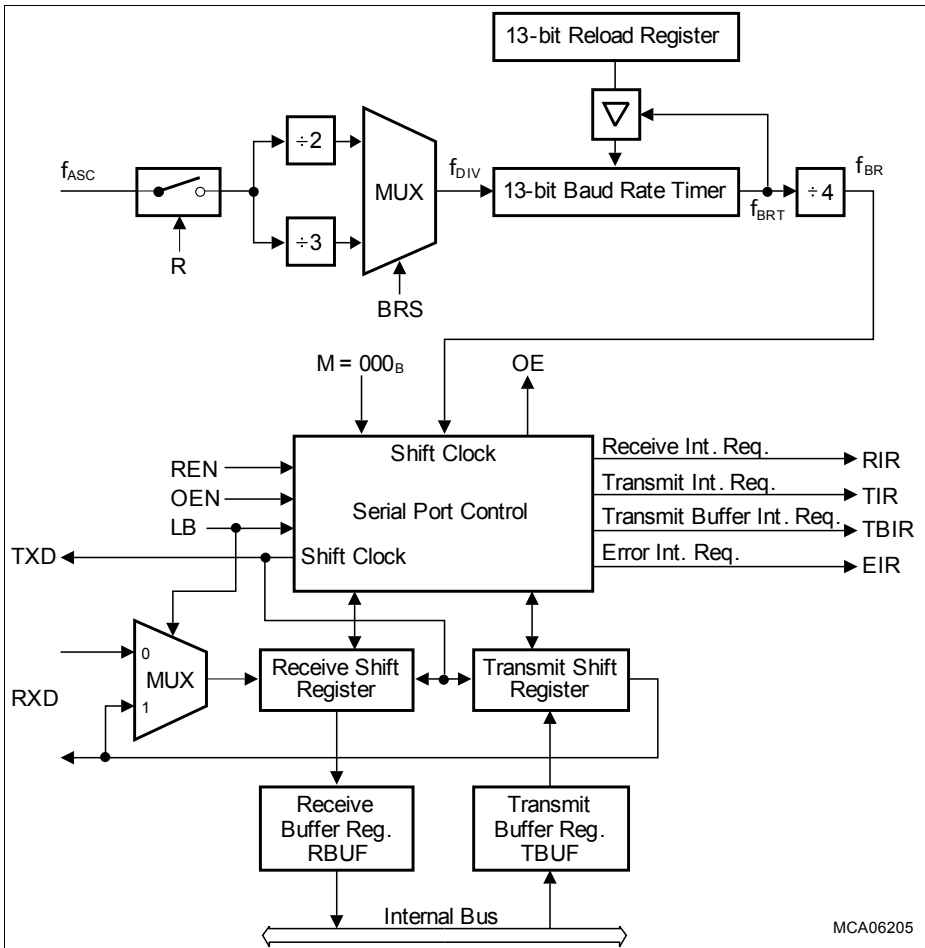 13-bit Reload Register
fASC
÷2
÷3
MUX
fDIV
13-bit Baud Rate Timer
fBRT
÷4
fBR
R
BRS
M = 000B
OE
Shift Clock
Serial Port Control
Shift Clock
REN
OEN
LB
TXD
Receive Int. Req.
RIR
Transmit Int. Req.
TIR
Transmit Buffer Int. Req.
TBIR
Error Int. Req.
EIR
0
MUX
1
RXD
Receive Shift
Register
Transmit Shift
Register
Receive
Buffer Reg.
RBUF
Transmit
Buffer Reg.
TBUF
Internal Bus
MCA06205